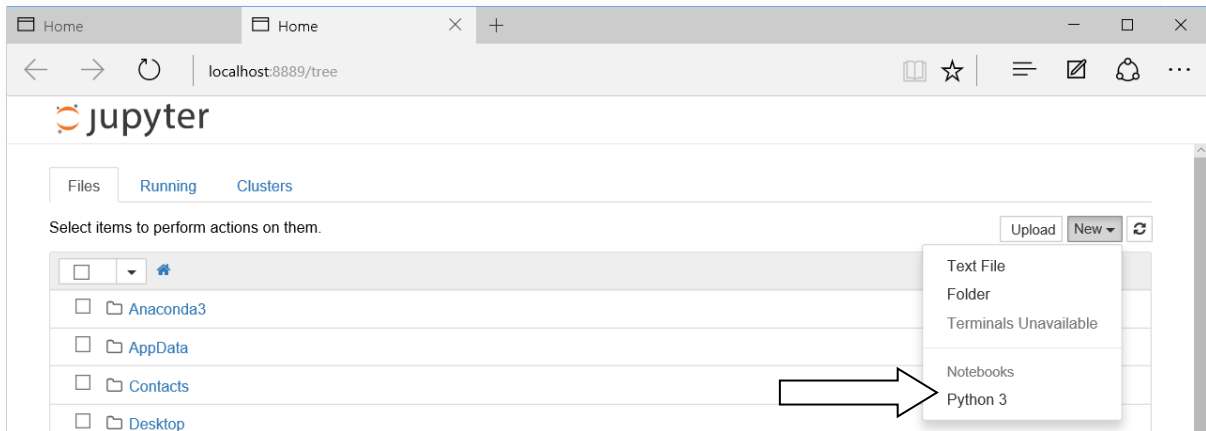 Home
Home
localhost:8889/tree
jupyter
Files Running Clusters
Select items to perform actions on them.
Upload New
Text File
Folder
Terminals Unavailable
Notebooks
Python 3
Anaconda3
AppData
Contacts
Desktop